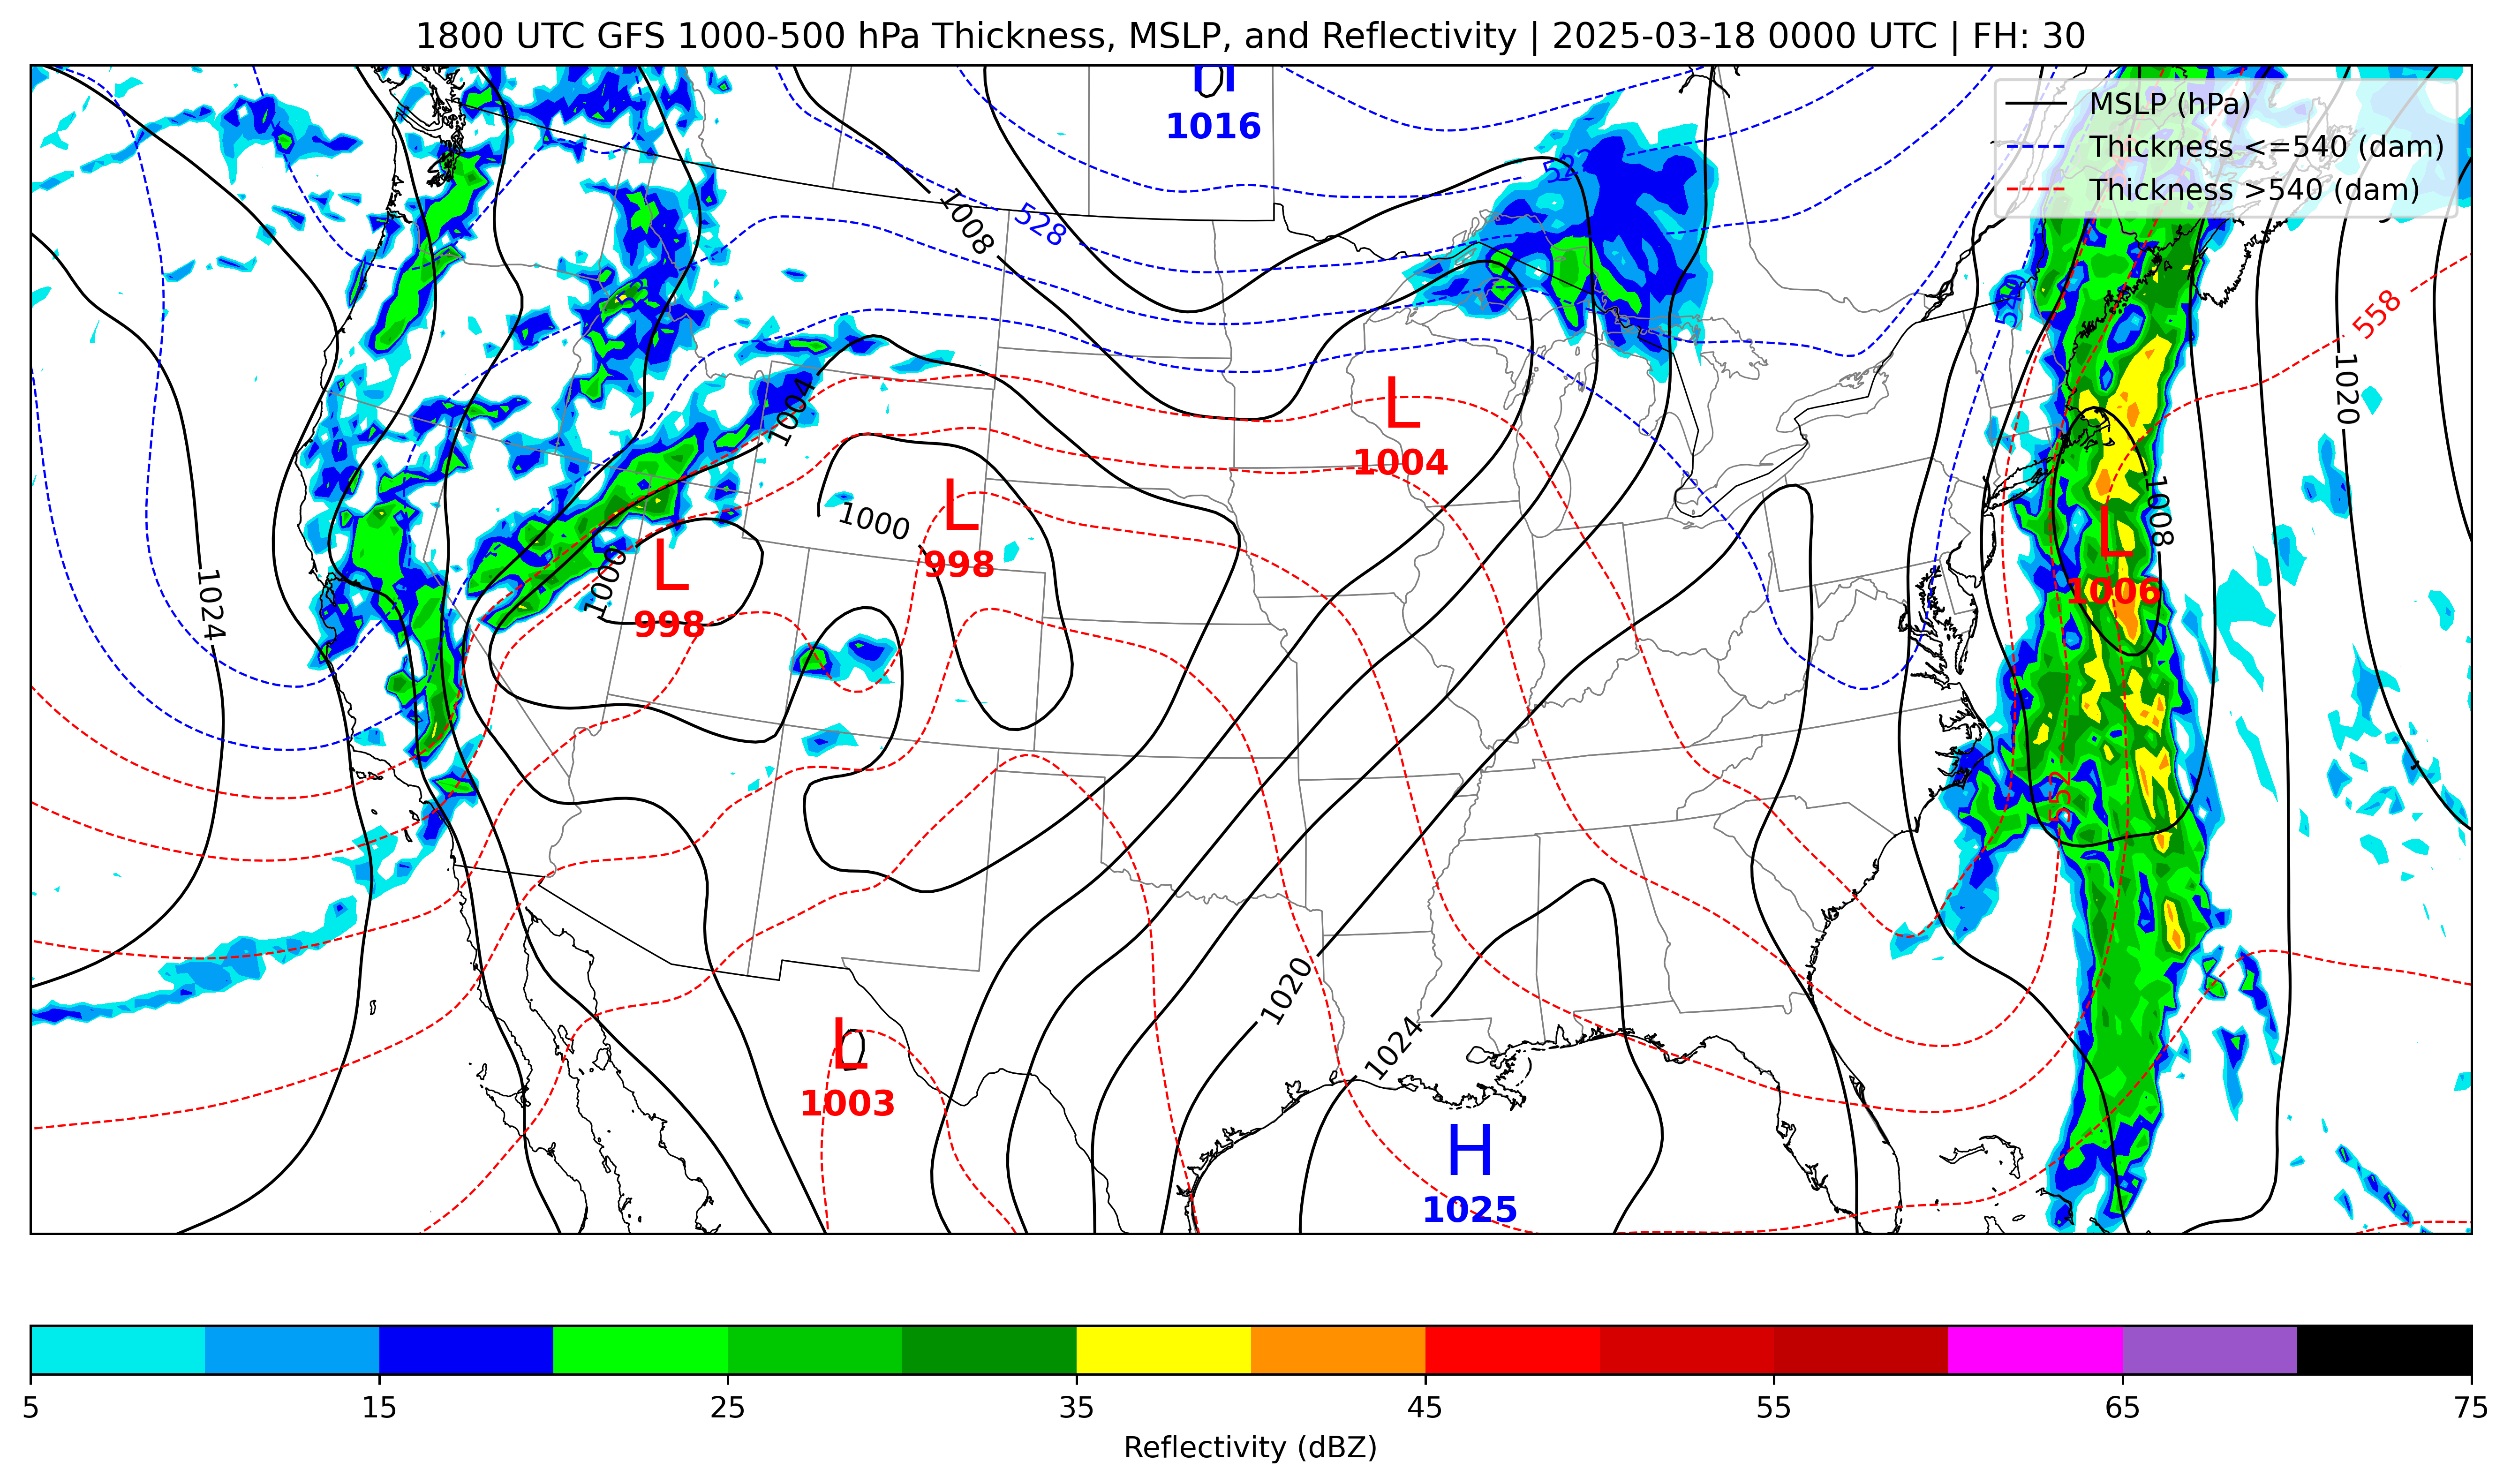 1800 UTC GFS 1000-500 hPa Thickness, MSLP, and Reflectivity | 2025-03-18 0000 UTC | FH: 30
MSLP (hPa)
Thickness <=540 (dam)
Thickness >540 (dam)
H
1016
522
528
1008
540
558
1020
1004
L
1004
1000
L
998
1008
L
1006
1000
L
998
1024
552
1020
1024
L
1003
H
1025
5
15
25
35
45
55
65
75
Reflectivity (dBZ)